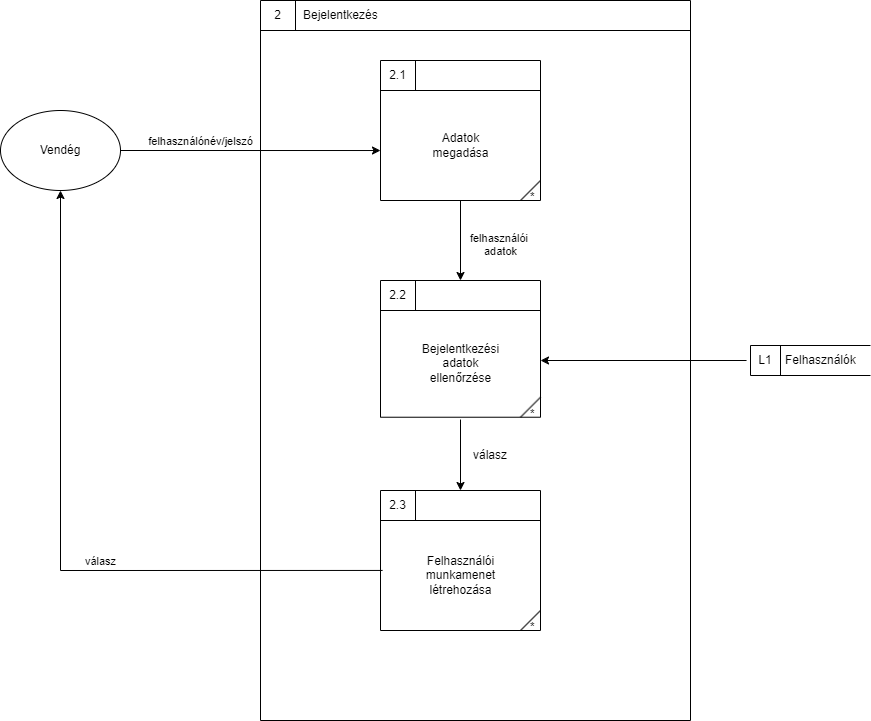 2 Bejelentkezés
2.1
Adatok
megadása
*
Vendég
felhasználónév/jelszó
felhasználói
adatok
2.2
Bejelentkezési
adatok
ellenőrzése
*
L1 Felhasználók
válasz
2.3
Felhasználói
munkamenet
létrehozása
*
válasz